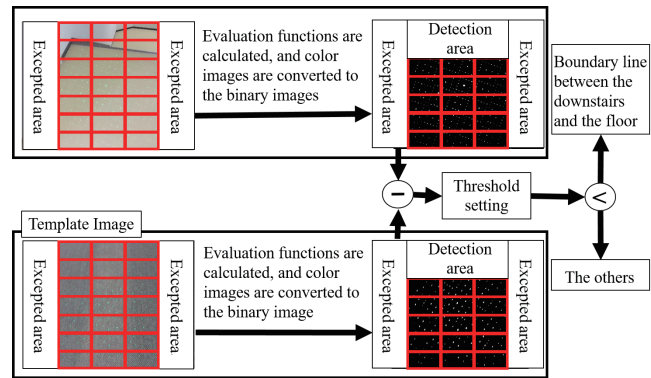 Excepted area
Excepted area
Evaluation functions are
calculated, and color
images are converted to
the binary images
Excepted area
Detection
area
Excepted area
Boundary line
between the
downstairs
and the floor
−
Threshold
setting
<
Template Image
Excepted area
Excepted area
Evaluation functions are
calculated, and color
images are converted to
the binary image
Excepted area
Detection
area
Excepted area
The others